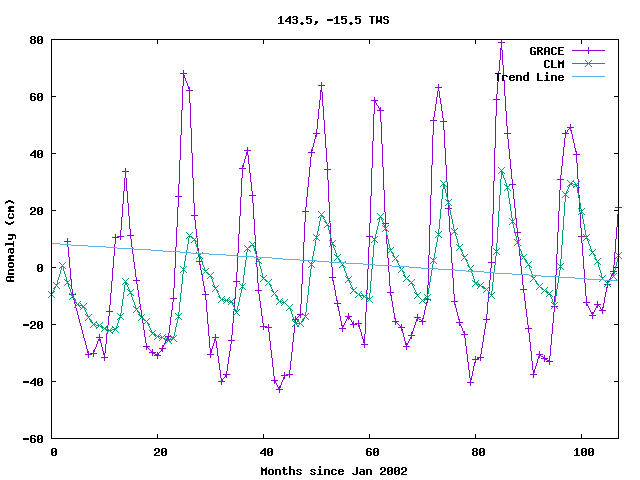 143.5, -15.5 TWS
GRACE
CLM
Trend Line
80
60
40
20
0
-20
-40
-60
Anomaly (cm)
0 20 40 60 80 100
Months since Jan 2002